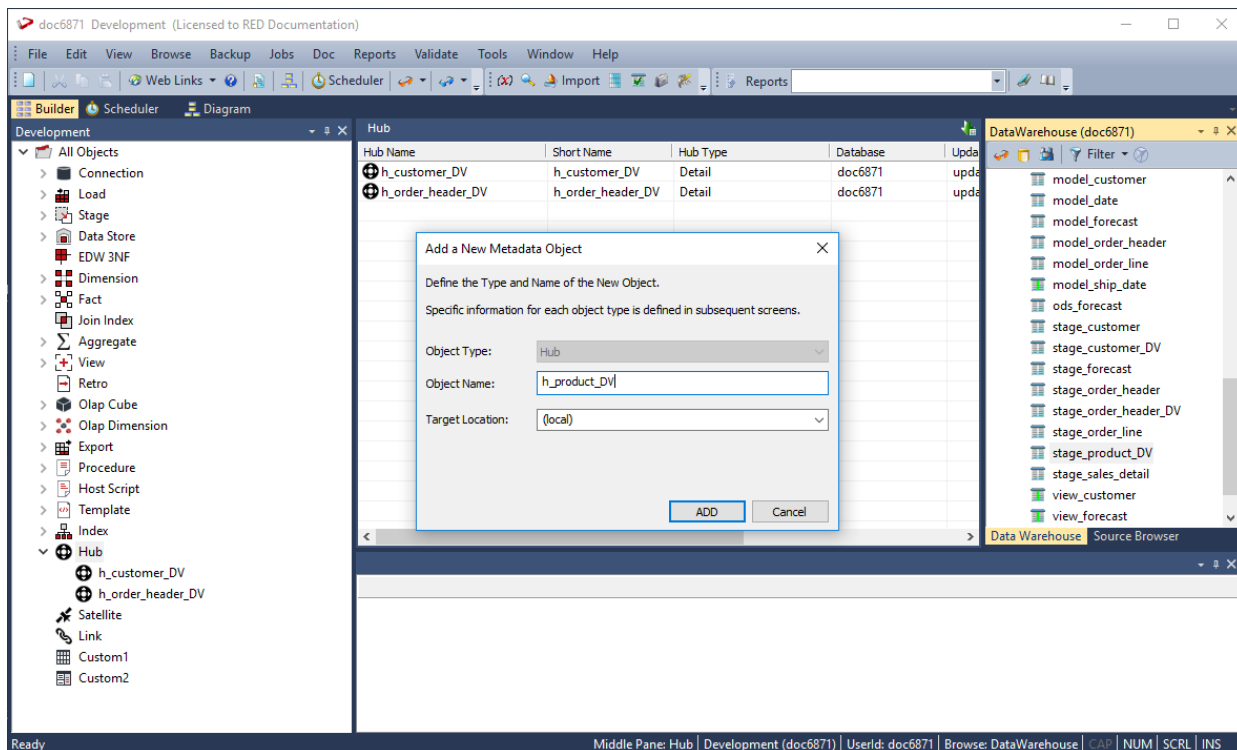 doc6871 Development (Licensed to RED Documentation)
File Edit View Browse Backup Jobs Doc Reports Validate Tools Window Help
Web Links Scheduler Import Reports
Builder Scheduler Diagram
Development
All Objects
Connection
Load
Stage
Data Store
EDW 3NF
Dimension
Fact
Join Index
Aggregate
View
Retro
Olap Cube
Olap Dimension
Export
Procedure
Host Script
Template
Index
Hub
h_customer_DV
h_order_header_DV
Satellite
Link
Custom1
Custom2
Hub
Hub Name Short Name Hub Type Database Upda
h_customer_DV h_customer_DV Detail doc6871 upda
h_order_header_DV h_order_header_DV Detail doc6871 upda
Add a New Metadata Object
Define the Type and Name of the New Object.
Specific information for each object type is defined in subsequent screens.
Object Type: Hub
Object Name: h_product_DV
Target Location: (local)
ADD Cancel
DataWarehouse (doc6871)
Filter
model_customer
model_date
model_forecast
model_order_header
model_order_line
model_ship_date
ods_forecast
stage_customer
stage_customer_DV
stage_forecast
stage_order_header
stage_order_header_DV
stage_order_line
stage_product_DV
stage_sales_detail
view_customer
view_forecast
Data Warehouse Source Browser
Ready Middle Pane: Hub Development (doc6871) UserId: doc6871 Browse: DataWarehouse CAP NUM SCRL INS